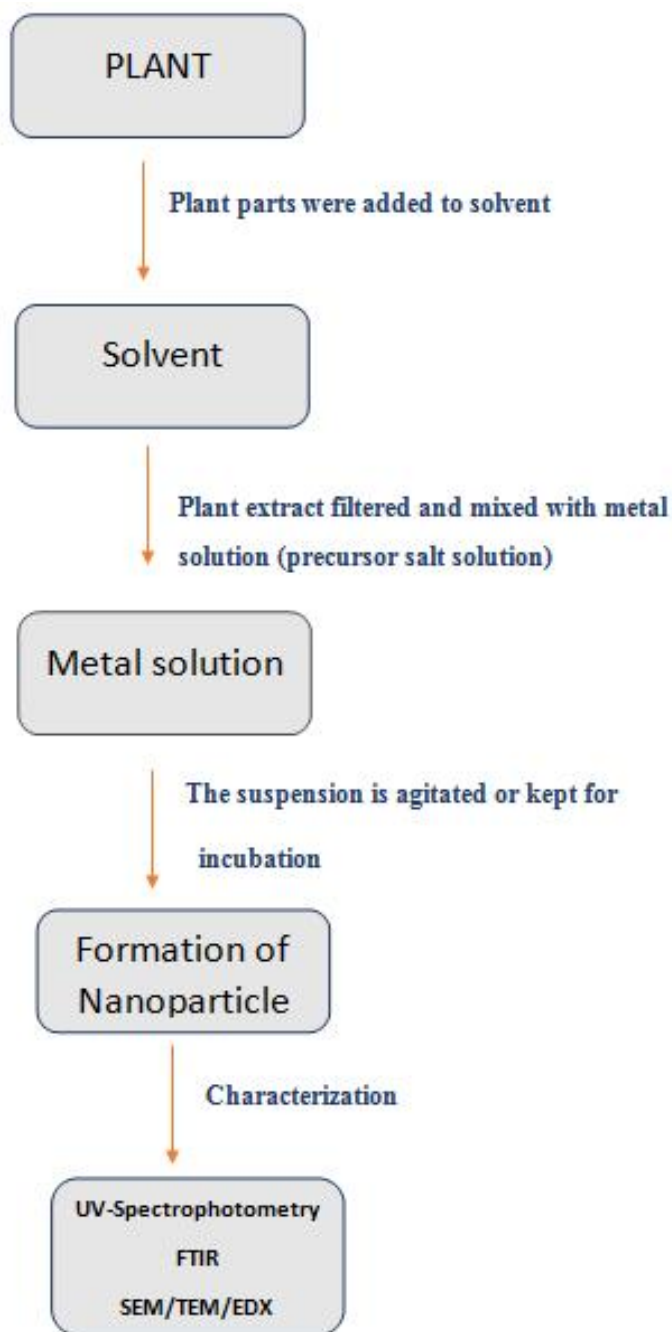 PLANT
Plant parts were added to solvent
Solvent
Plant extract filtered and mixed with metal
solution (precursor salt solution)
Metal solution
The suspension is agitated or kept for
incubation
Formation of
Nanoparticle
Characterization
UV-Spectrophotometry
FTIR
SEM/TEM/EDX